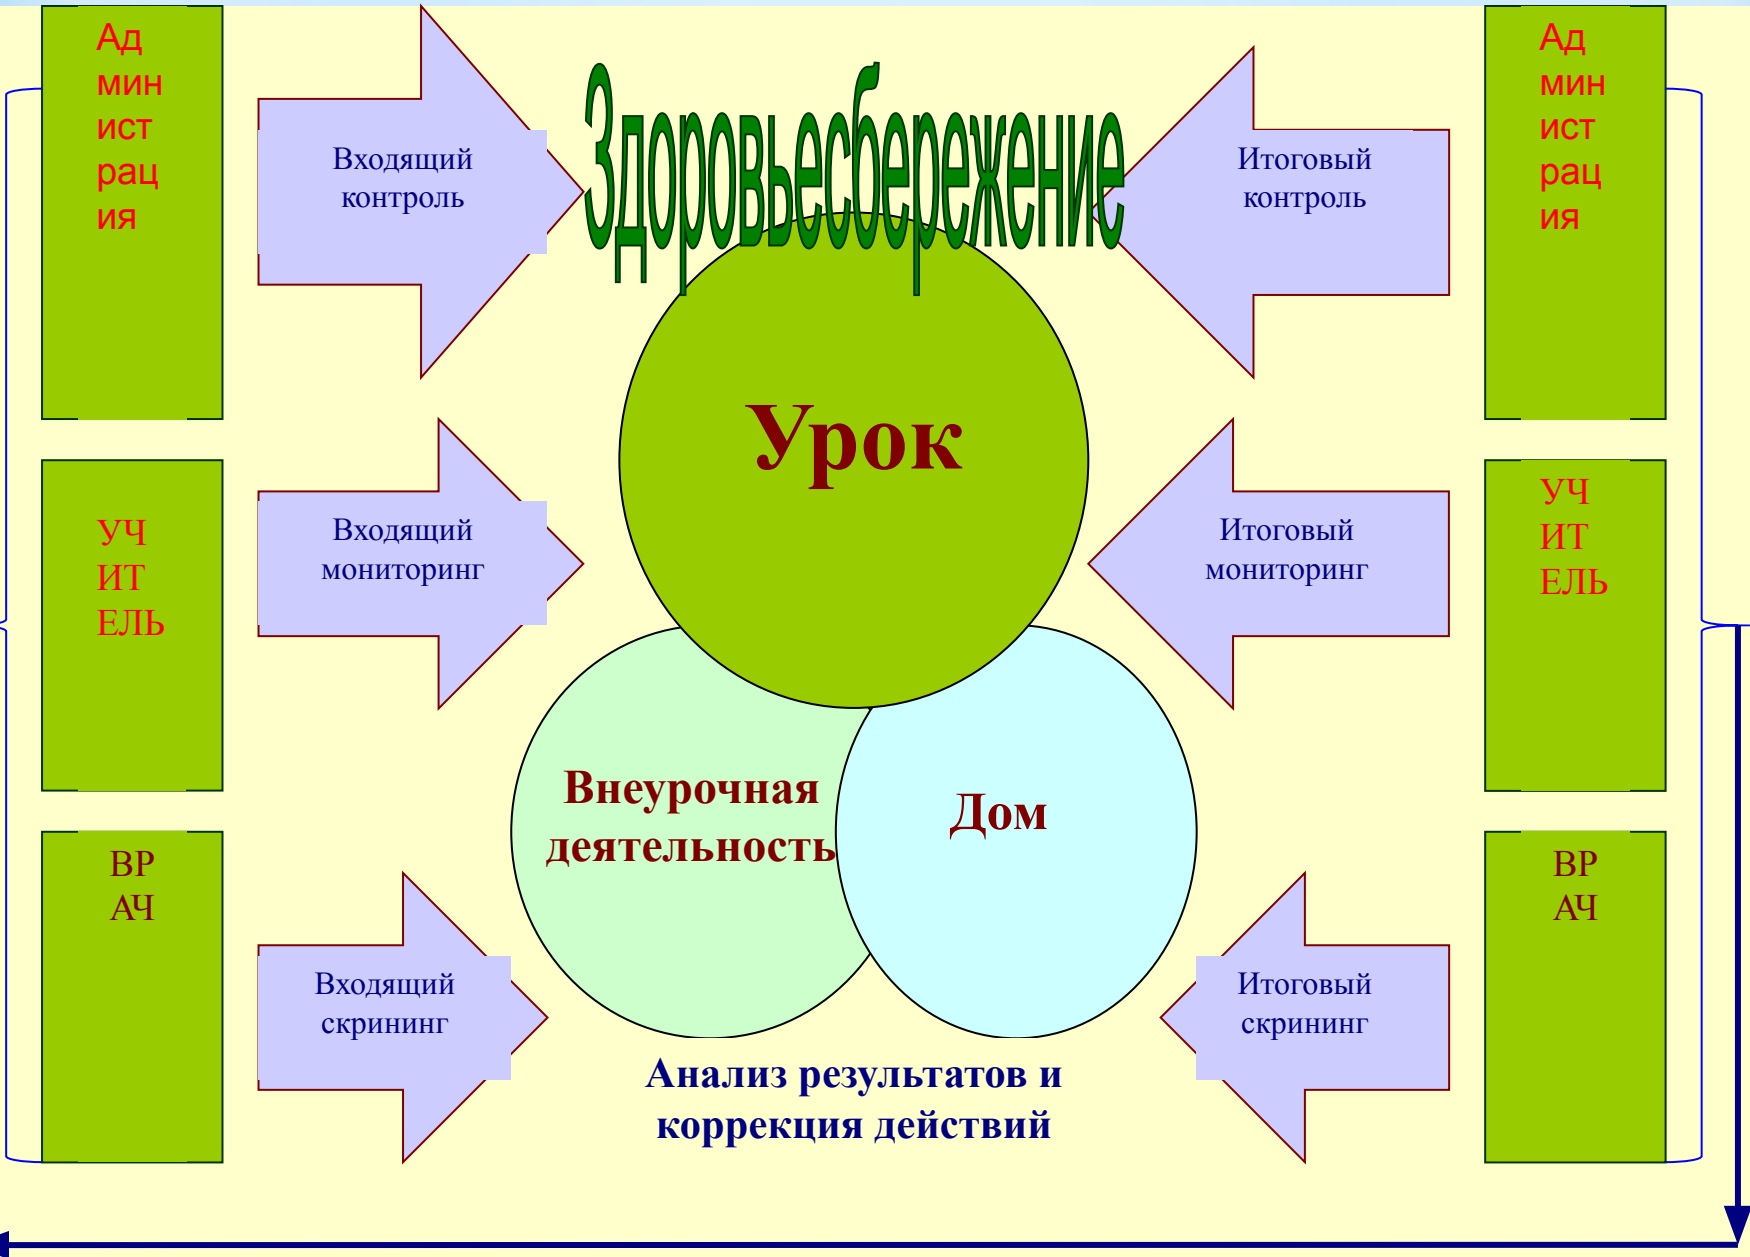 Ад
мин
ист
рац
ия
Входящий
контроль
Здоровьесбережение
Итоговый
контроль
Ад
мин
ист
рац
ия
Урок
УЧ
ИТ
ЕЛЬ
Входящий
мониторинг
Итоговый
мониторинг
УЧ
ИТ
ЕЛЬ
Внеурочная
деятельность
Дом
ВР
АЧ
Входящий
скрининг
Итоговый
скрининг
ВР
АЧ
Анализ результатов и
коррекция действий